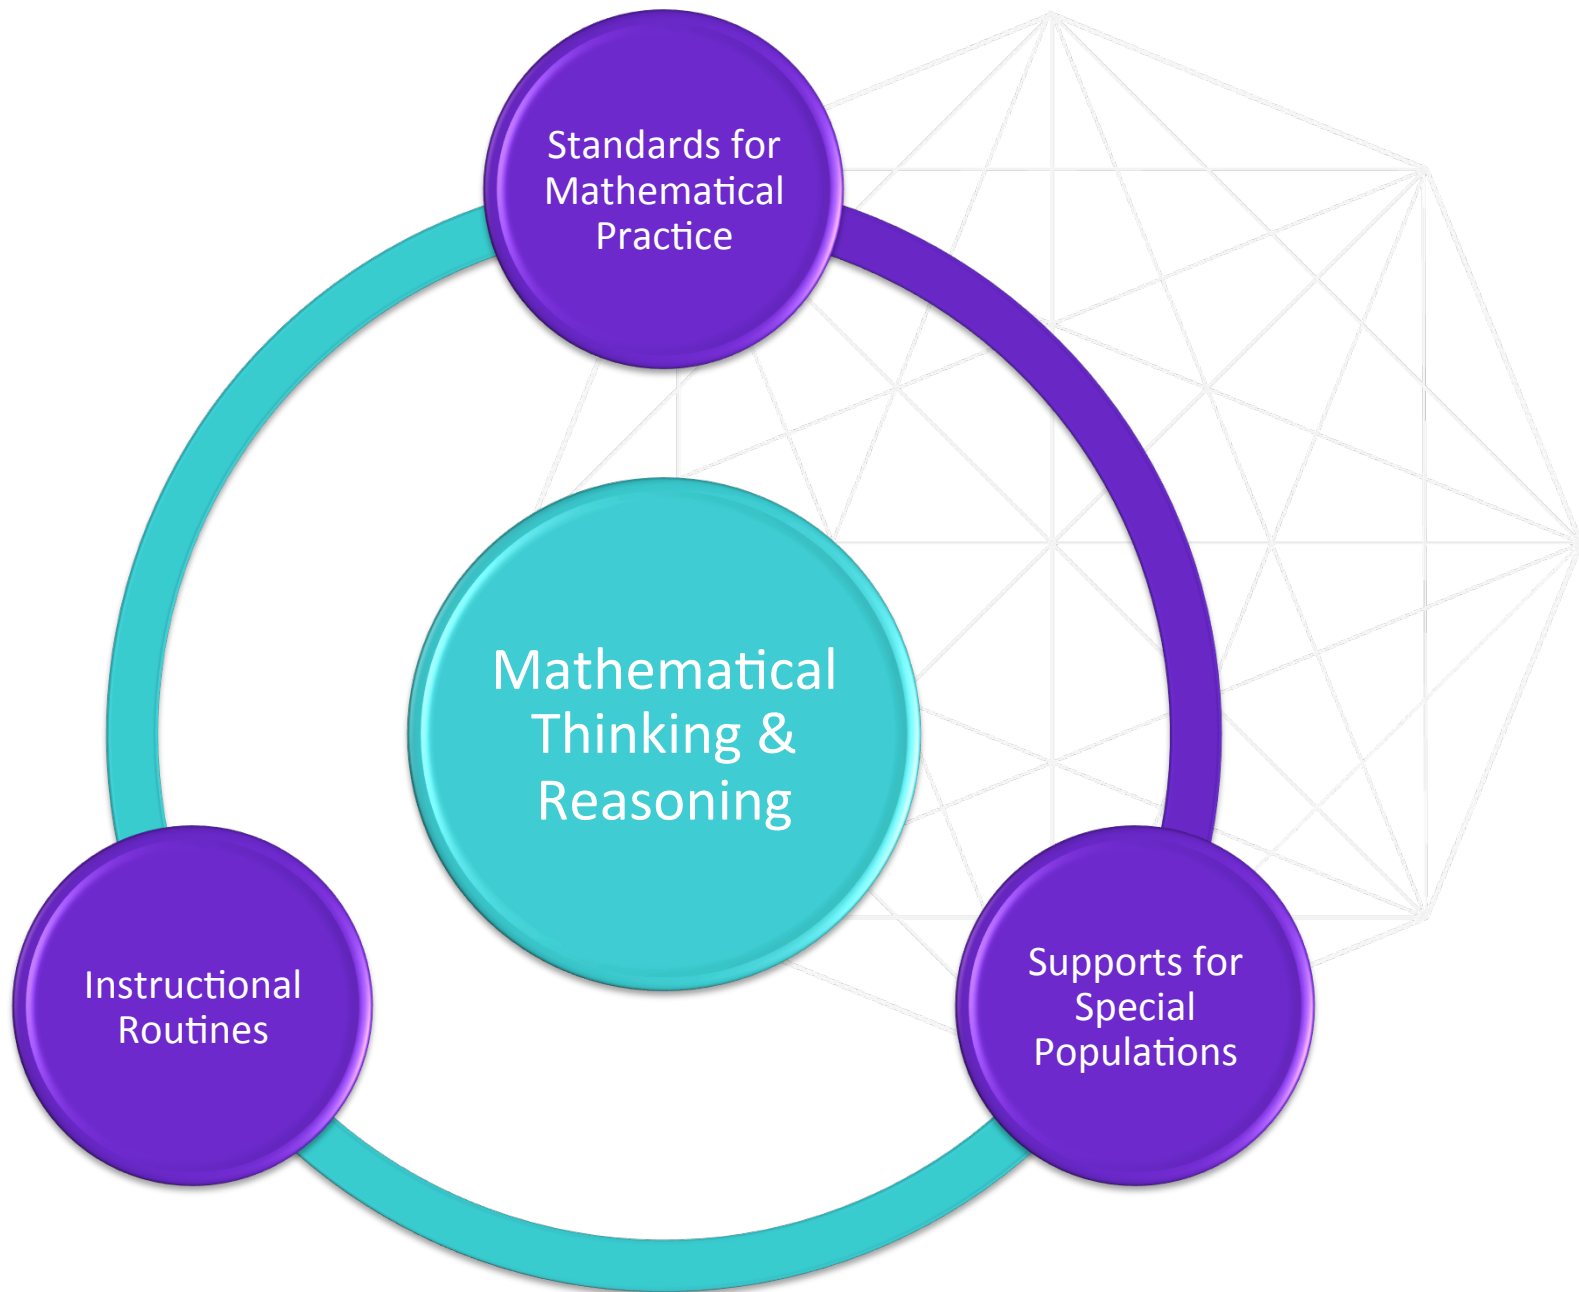 Standards for
Mathematical
Practice
Mathematical
Thinking &
Reasoning
Instructional
Routines
Supports for
Special
Populations